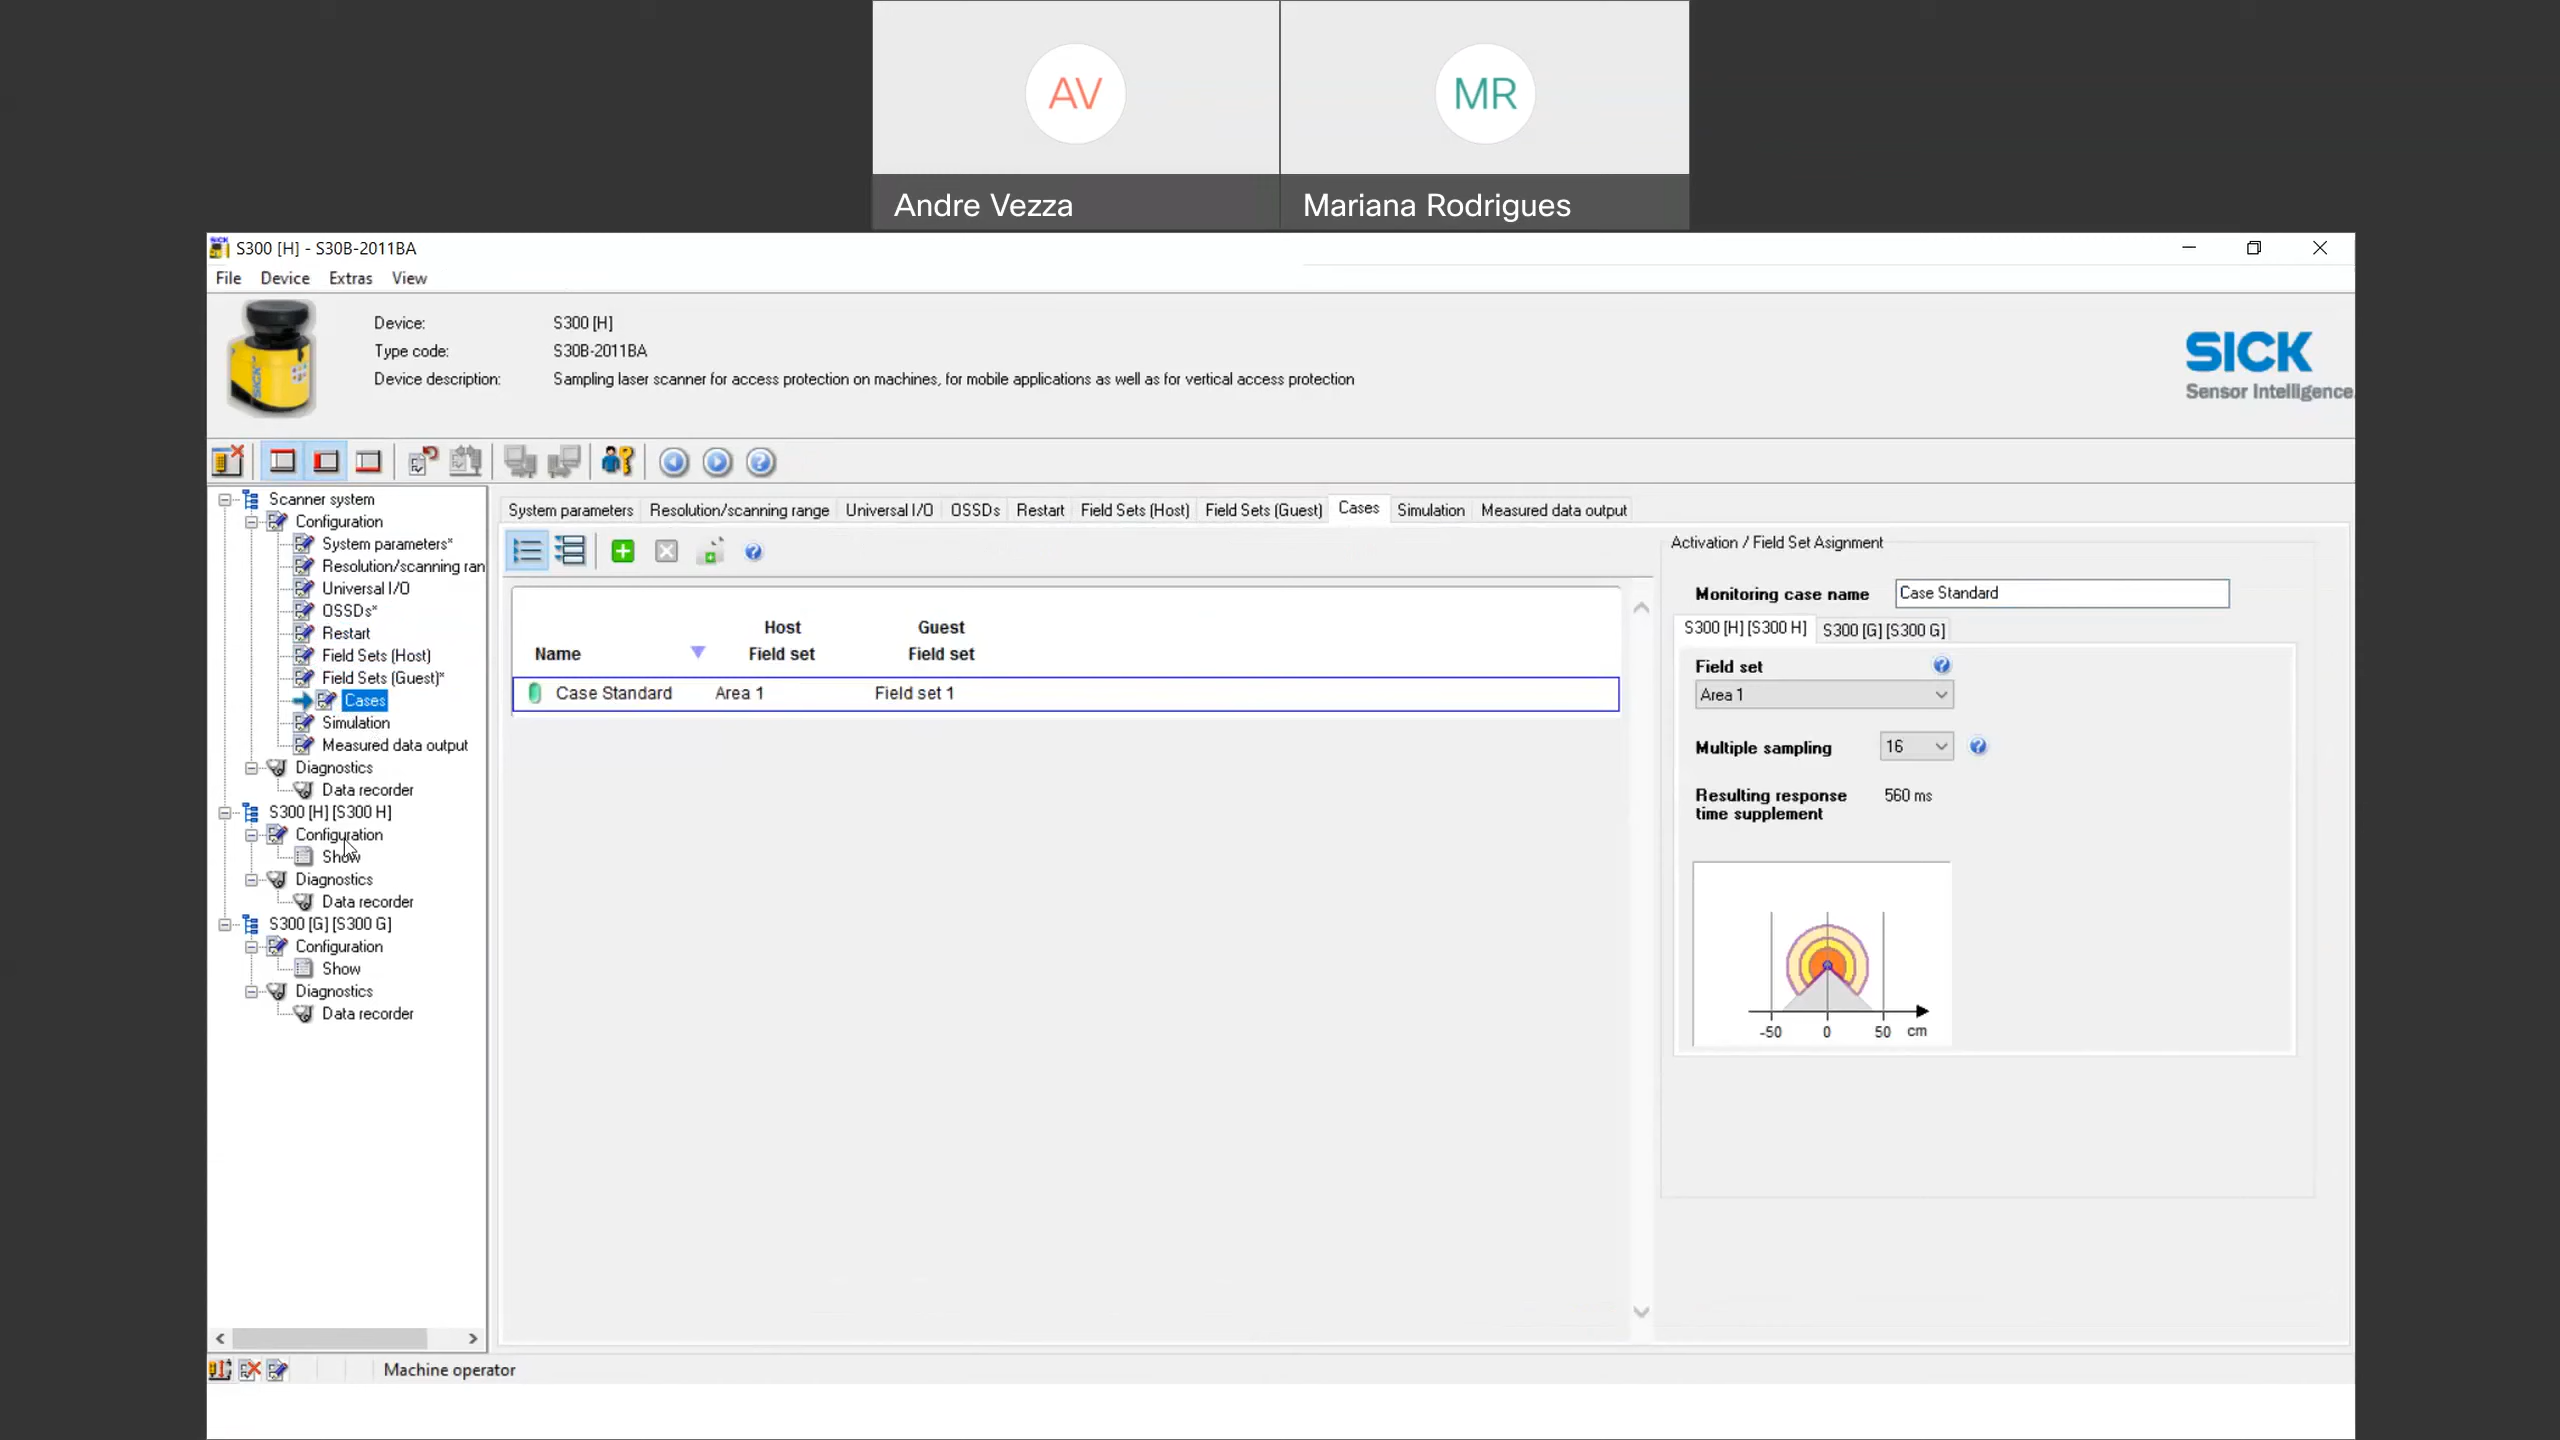 AV
MR
Andre Vezza
Mariana Rodrigues
S300 [H] - S30B-2011BA
File Device Extras View
Device: S300 [H]
Type code: S30B-2011BA
Device description: Sampling laser scanner for access protection on machines, for mobile applications as well as for vertical access protection
SICK
Sensor Intelligence.
Scanner system
Configuration
System parameters*
Resolution/scanning ran
Universal I/O
OSSDs*
Restart
Field Sets (Host)
Field Sets (Guest)*
Cases
Simulation
Measured data output
Diagnostics
Data recorder
S300 [H] [S300 H]
Configuration
Show
Diagnostics
Data recorder
S300 [G] [S300 G]
Configuration
Show
Diagnostics
Data recorder
System parameters Resolution/scanning range Universal I/O OSSDs Restart Field Sets (Host) Field Sets (Guest) Cases Simulation Measured data output
Host Guest
Name Field set Field set
Case Standard Area 1 Field set 1
Activation / Field Set Asignment
Monitoring case name Case Standard
S300 [H] [S300 H] S300 [G] [S300 G]
Field set
Area 1
Multiple sampling 16
Resulting response 560 ms
time supplement
-50 0 50 cm
Machine operator